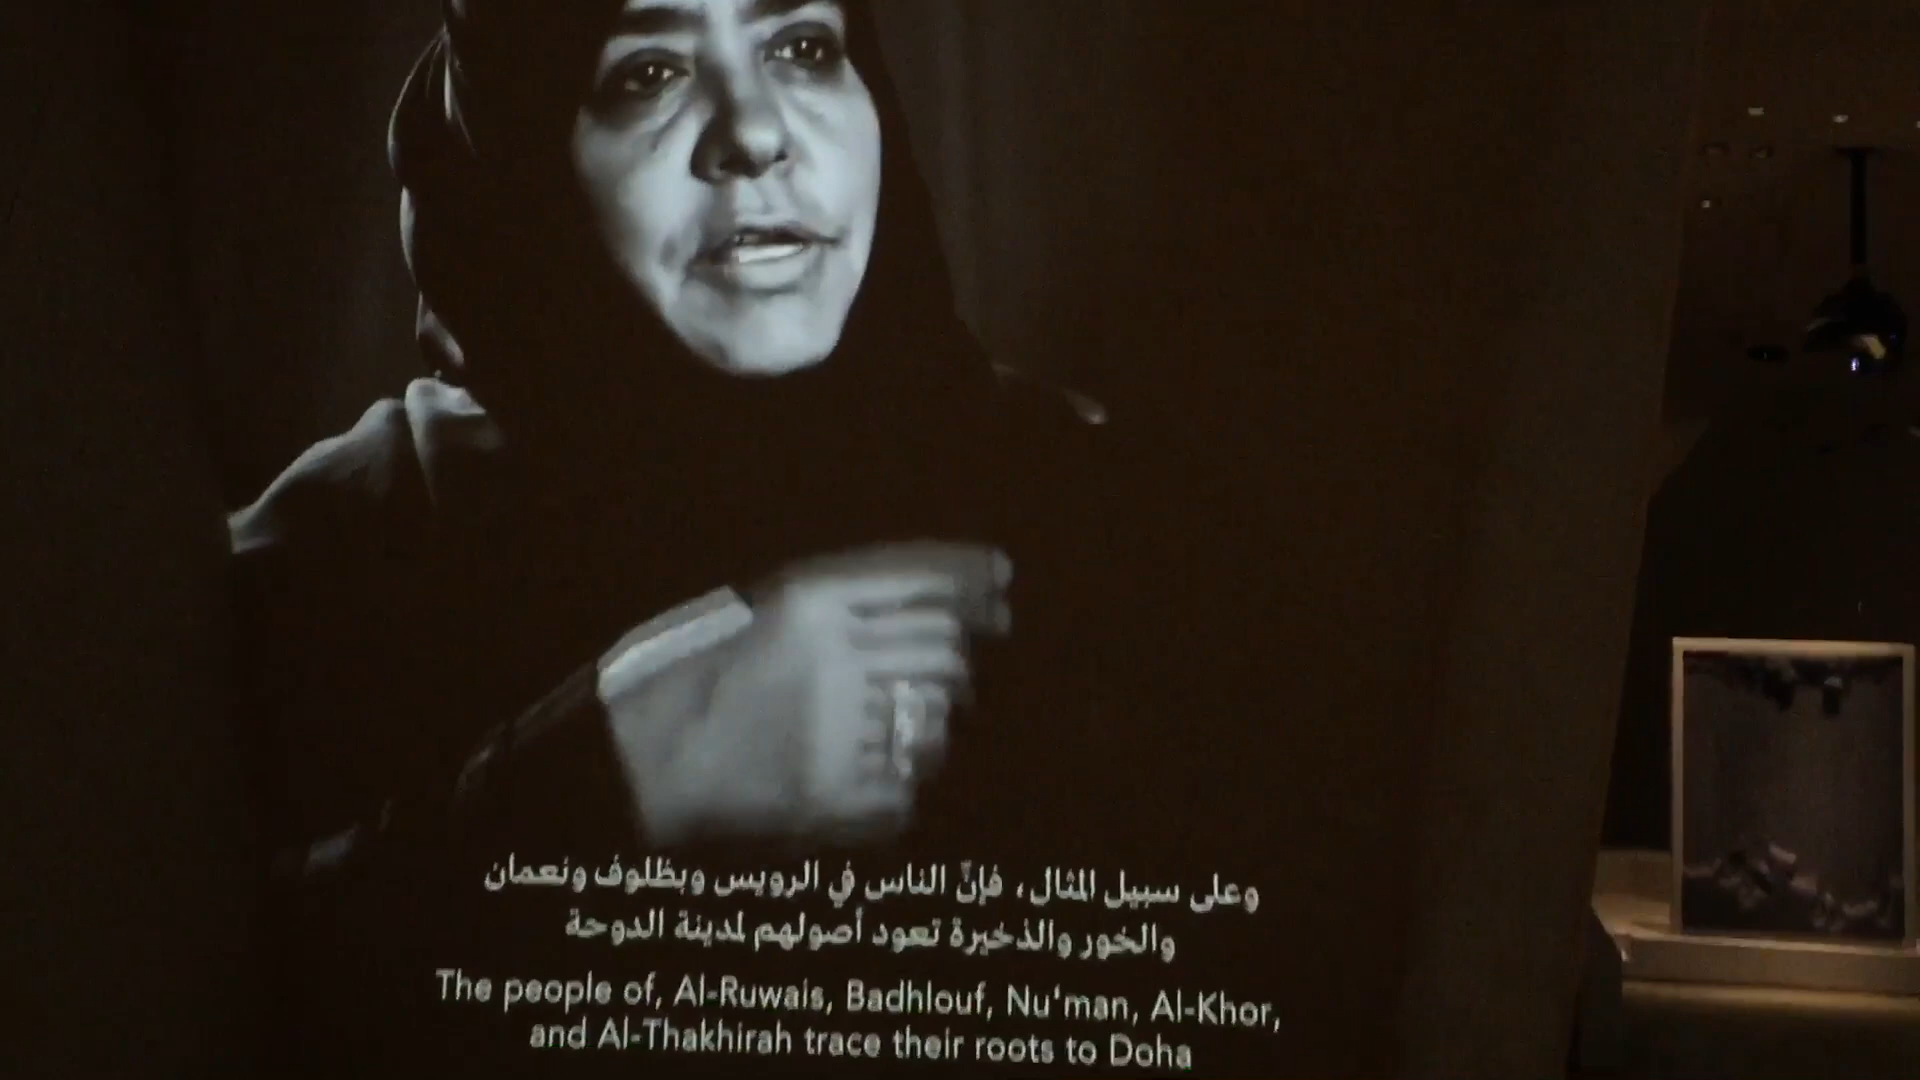 وعلى سبيل المثال، فإنّ الناس في الرويس وبظلوف ونعمان
والخور والذخيرة تعود أصولهم لمدينة الدوحة
The people of, Al-Ruwais, Badhlouf, Nu'man, Al-Khor,
and Al-Thakhirah trace their roots to Doha